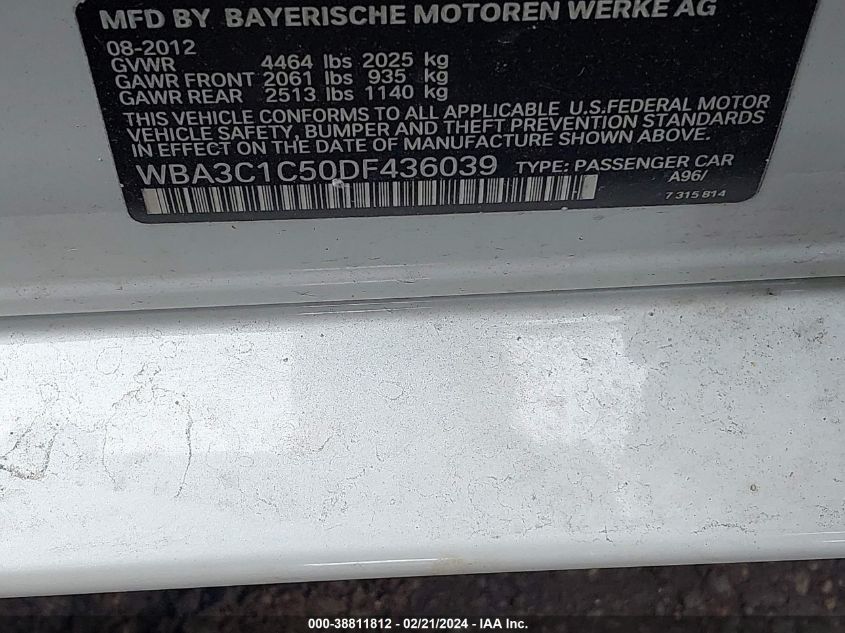 MFD BY BAYERISCHE MOTOREN WERKE AG
08-2012
GVWR 4464 lbs 2025 kg
GAWR FRONT 2061 lbs 935 kg
GAWR REAR 2513 lbs 1140 kg
THIS VEHICLE CONFORMS TO ALL APPLICABLE U.S.FEDERAL MOTOR
VEHICLE SAFETY, BUMPER AND THEFT PREVENTION STANDARDS
IN EFFECT ON THE DATE OF MANUFACTURE SHOWN ABOVE.
WBA3C1C50DF436039 TYPE: PASSENGER CAR
A96/
7 315 814
000-38811812 - 02/21/2024 - IAA Inc.